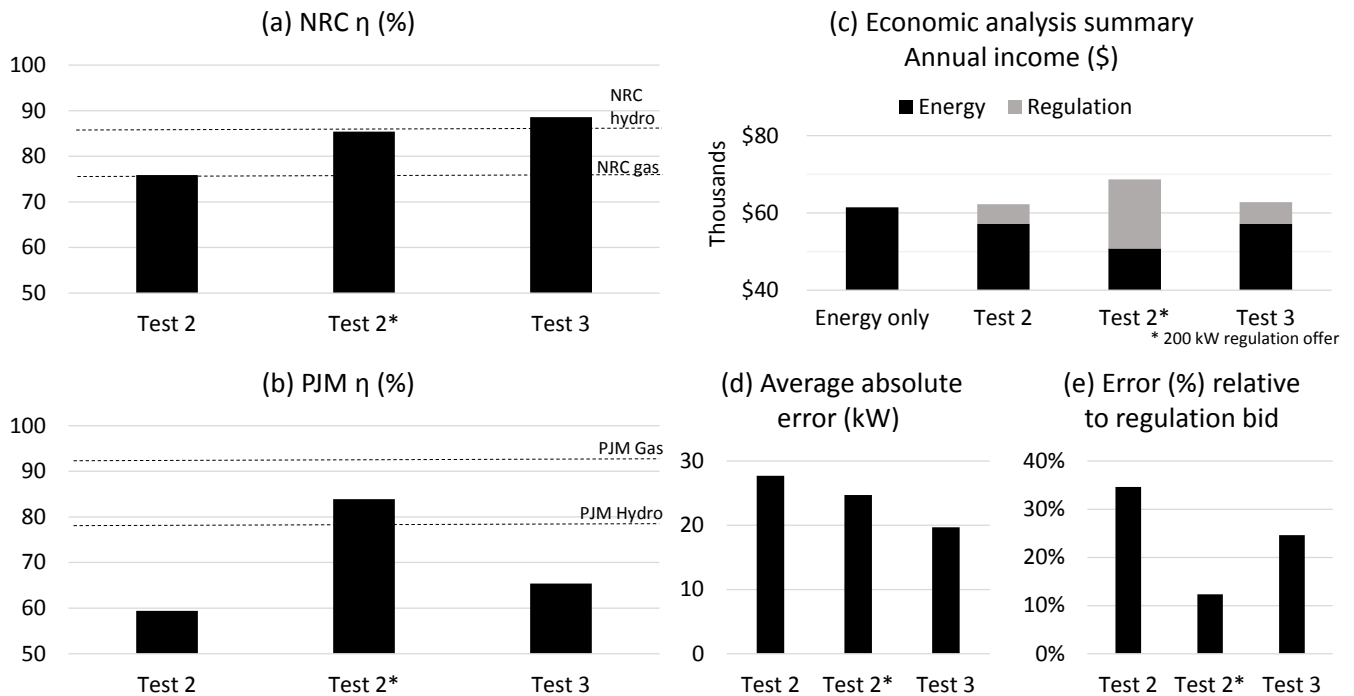 (a) NRC η (%)
100
90
80
70
60
50
NRC
hydro
NRC gas
Test 2
Test 2*
Test 3
(c) Economic analysis summary
Annual income ($)
Energy
Regulation
Thousands
$80
$60
$40
Energy only
Test 2
Test 2*
Test 3
* 200 kW regulation offer
(b) PJM η (%)
100
90
80
70
60
50
PJM Gas
PJM Hydro
Test 2
Test 2*
Test 3
(d) Average absolute
error (kW)
30
20
10
0
Test 2
Test 2*
Test 3
(e) Error (%) relative
to regulation bid
40%
30%
20%
10%
0%
Test 2
Test 2*
Test 3